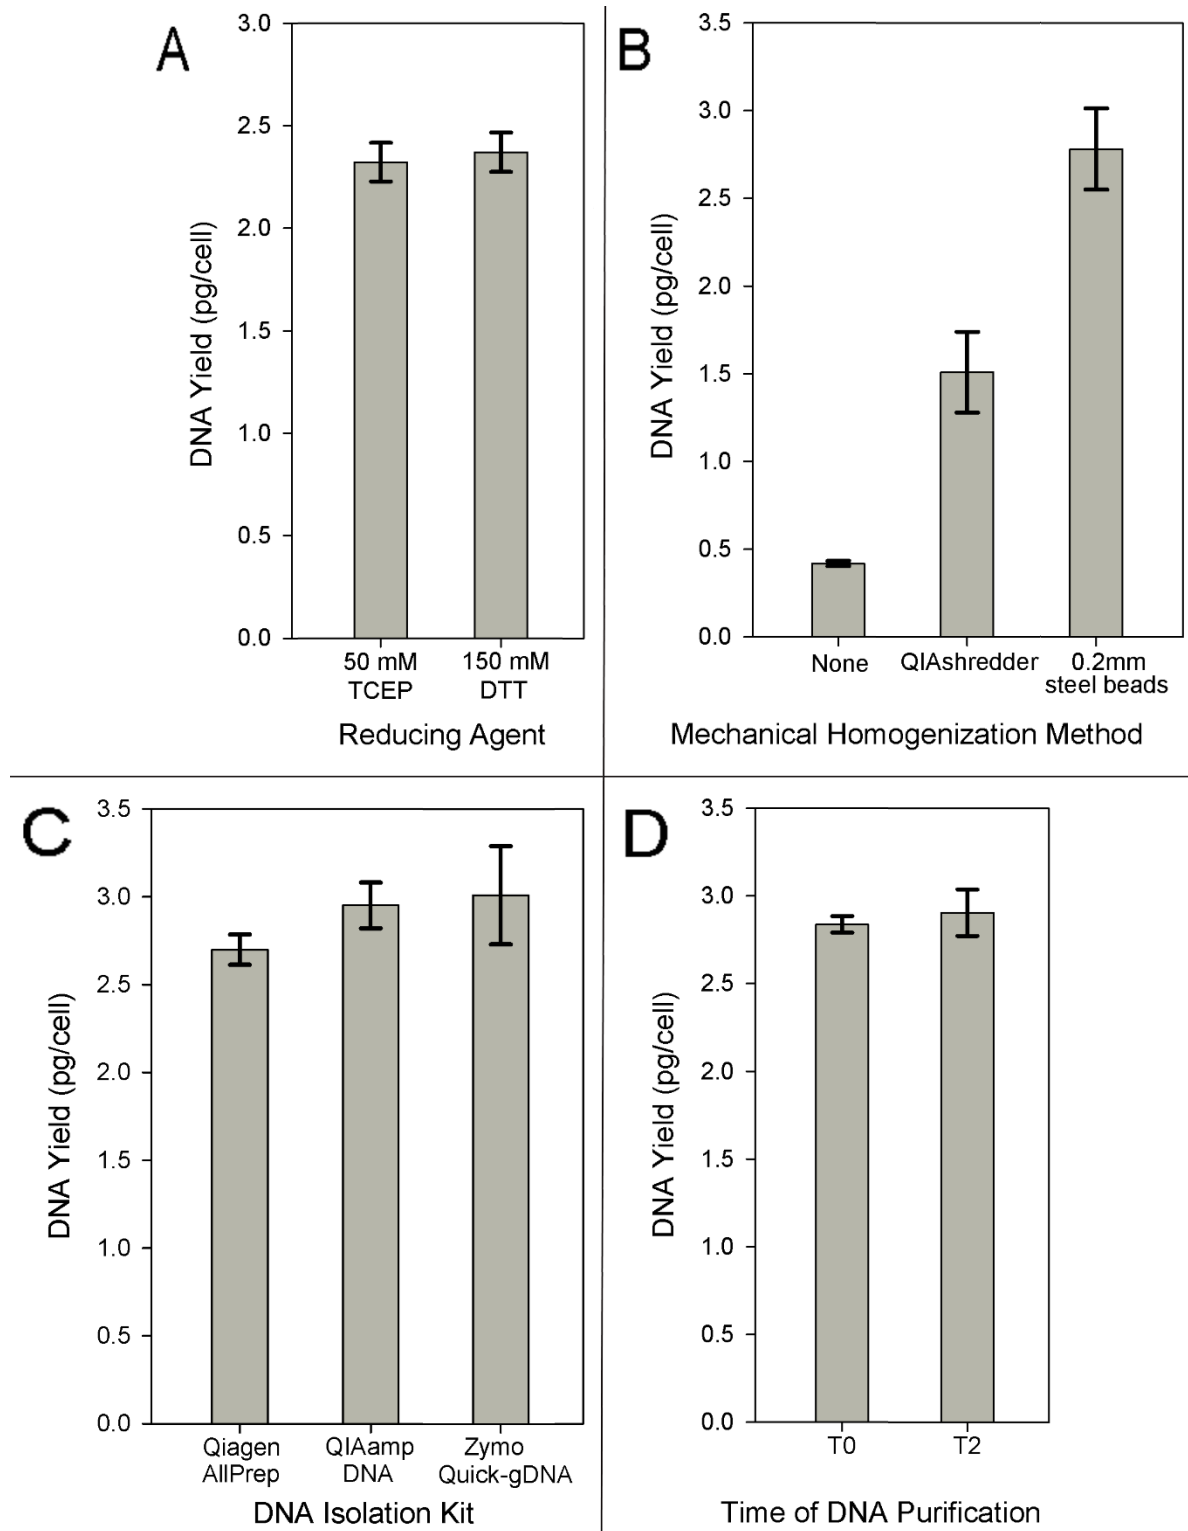 A
3.0
2.5
2.0
1.5
1.0
0.5
0.0
DNA Yield (pg/cell)
50 mM 150 mM
TCEP DTT
Reducing Agent
B
3.5
3.0
2.5
2.0
1.5
1.0
0.5
0.0
DNA Yield (pg/cell)
None QIAshredder 0.2mm
steel beads
Mechanical Homogenization Method
C
3.5
3.0
2.5
2.0
1.5
1.0
0.5
0.0
DNA Yield (pg/cell)
Qiagen QIAamp Zymo
AllPrep DNA Quick-gDNA
DNA Isolation Kit
D
3.5
3.0
2.5
2.0
1.5
1.0
0.5
0.0
DNA Yield (pg/cell)
T0 T2
Time of DNA Purification